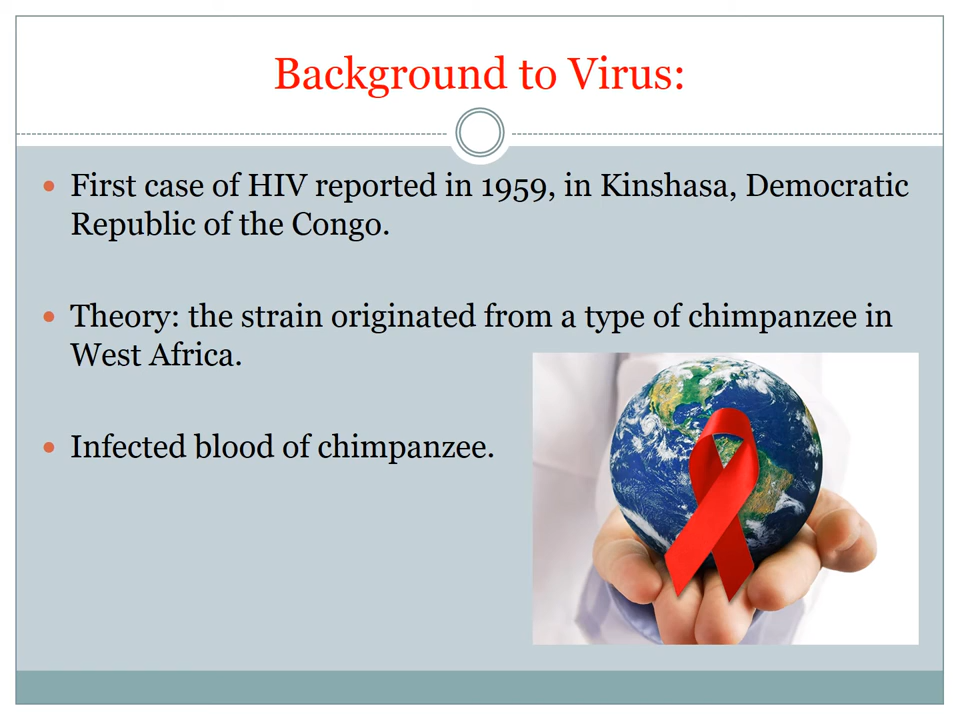 Background to Virus:
First case of HIV reported in 1959, in Kinshasa, Democratic
Republic of the Congo.
Theory: the strain originated from a type of chimpanzee in
West Africa.
Infected blood of chimpanzee.